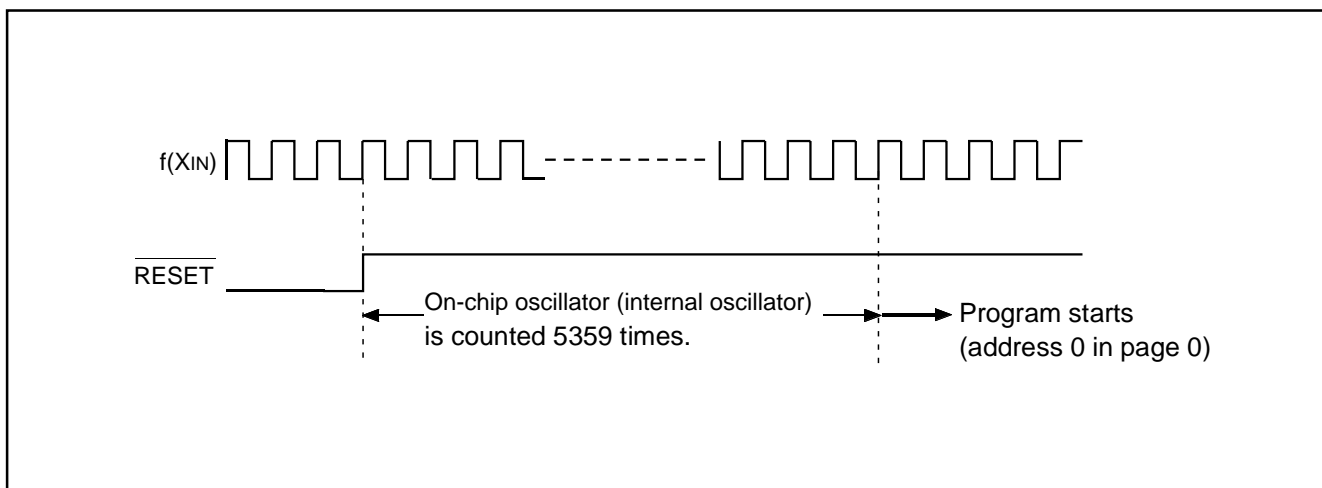 f(XIN)
RESET
On-chip oscillator (internal oscillator)
is counted 5359 times.
Program starts
(address 0 in page 0)